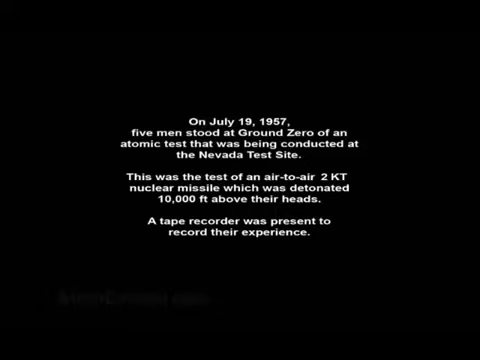 On July 19, 1957,
five men stood at Ground Zero of an
atomic test that was being conducted at
the Nevada Test Site.
This was the test of an air-to-air 2 KT
nuclear missile which was detonated
10,000 ft above their heads.
A tape recorder was present to
record their experience.